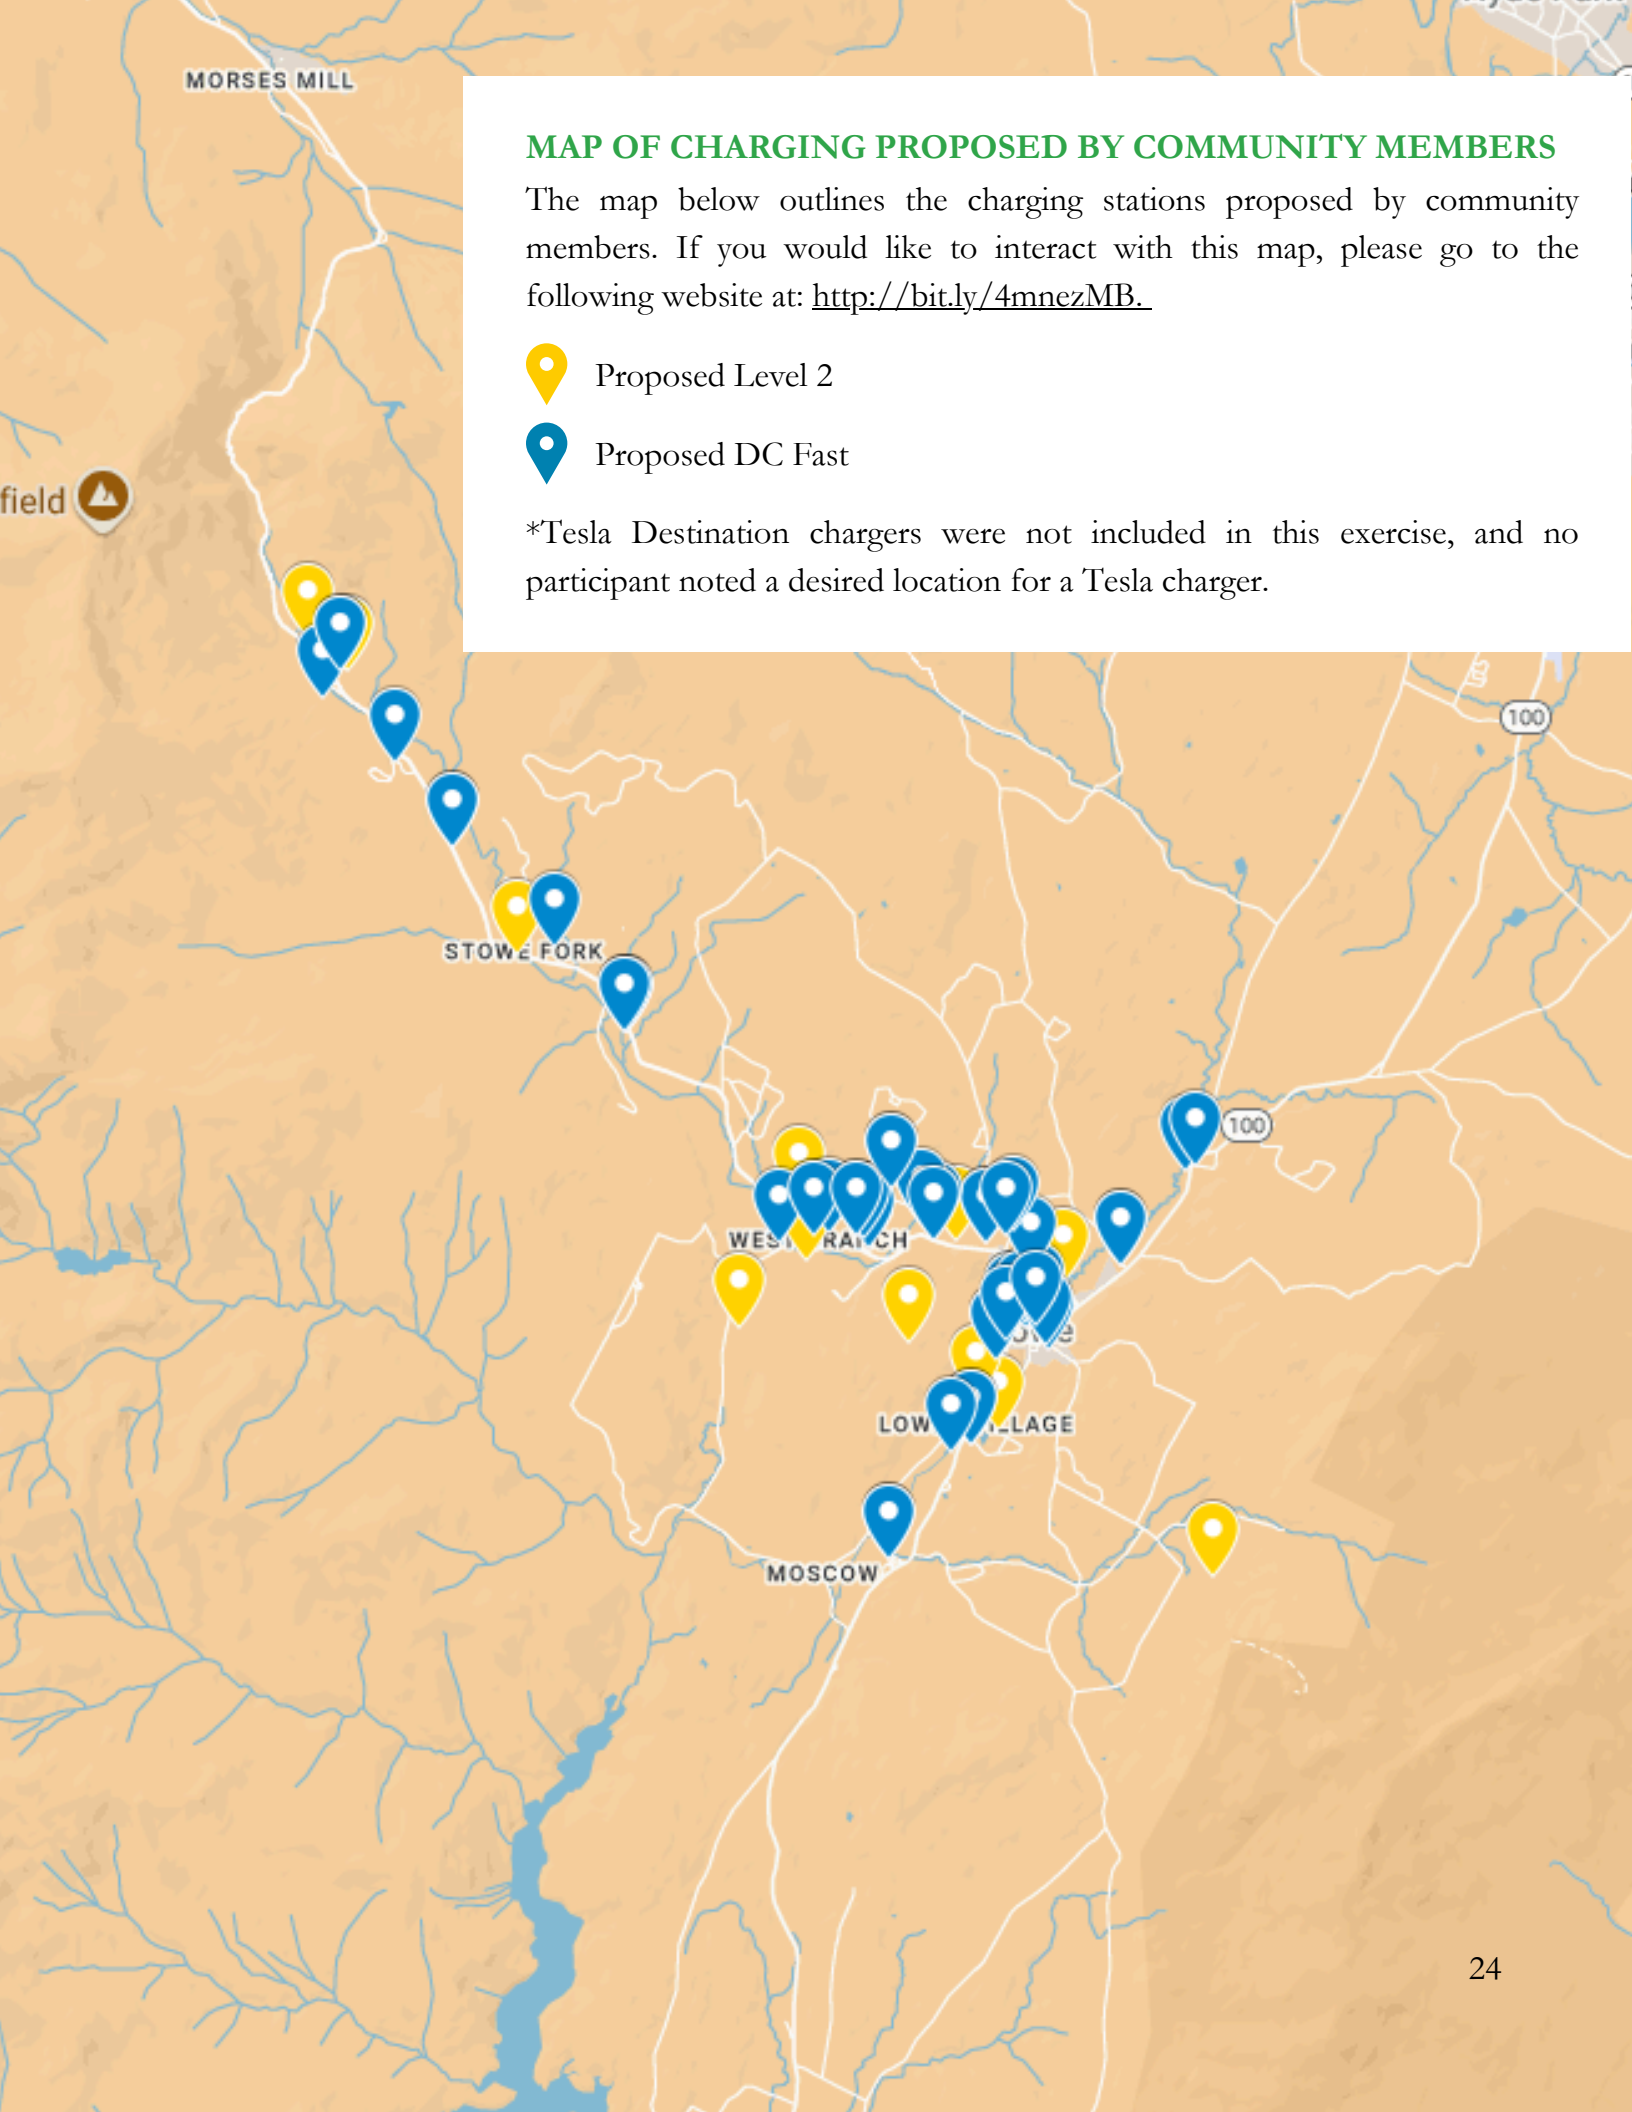 MORSES MILL
MAP OF CHARGING PROPOSED BY COMMUNITY MEMBERS
The map below outlines the charging stations proposed by community
members. If you would like to interact with this map, please go to the
following website at: http://bit.ly/4mnezMB.
Proposed Level 2
Proposed DC Fast
field
*Tesla Destination chargers were not included in this exercise, and no
participant noted a desired location for a Tesla charger.
100
STOWE FORK
100
MOSCOW
24